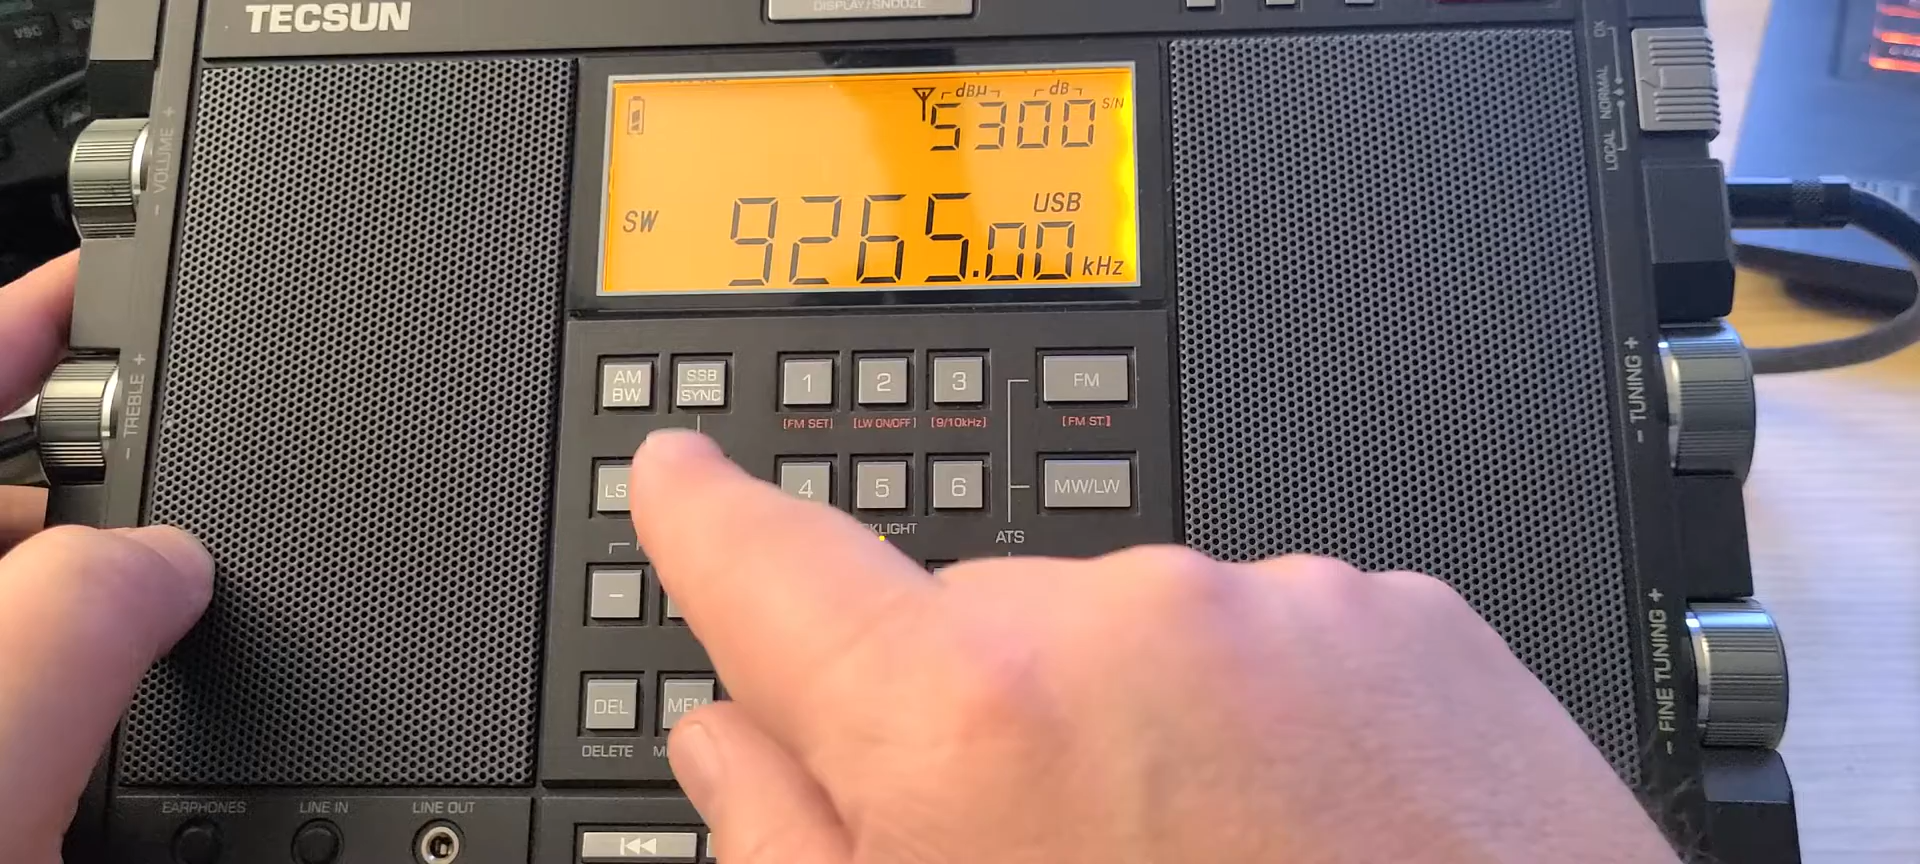 DISPLAY/SNOOZE
TECSUN
dBµ dB
5300 S/N
SW 9265.00 USB kHz
- VOLUME +
- TREBLE +
LOCAL NORMAL DX
- TUNING +
- FINE TUNING +
AM BW
SSB SYNC
1 2 3
FM
[FM SET] [LW ON/OFF] [9/10kHz] [FM ST.]
4 5 6
MW/LW
ATS
-
DEL
DELETE
EARPHONES LINE IN LINE OUT